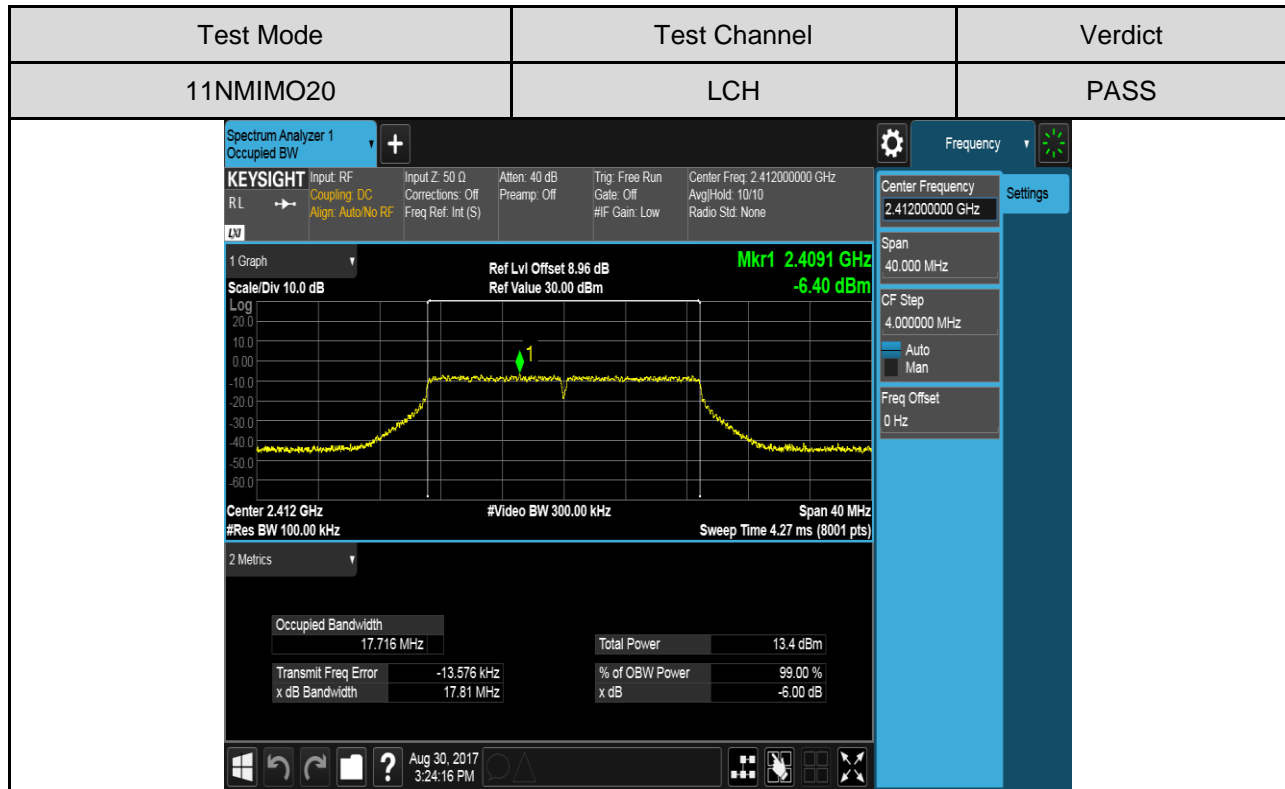 Test Mode Test Channel Verdict
11NMIMO20 LCH PASS
Spectrum Analyzer 1
Occupied BW
+
Frequency
KEYSIGHT Input: RF Input Z: 50 Ω Atten: 40 dB Trig: Free Run Center Freq: 2.412000000 GHz
RL Coupling: DC Corrections: Off Preamp: Off Gate: Off Avg|Hold: 10/10
Align: Auto/No RF Freq Ref: Int (S) #IF Gain: Low Radio Std: None
LXI
Center Frequency
2.412000000 GHz
Settings
Span
40.000 MHz
CF Step
4.000000 MHz
Auto
Man
Freq Offset
0 Hz
1 Graph Ref Lvl Offset 8.96 dB Mkr1 2.4091 GHz
Scale/Div 10.0 dB Ref Value 30.00 dBm -6.40 dBm
Log
20.0
10.0
0.00
-10.0
-20.0
-30.0
-40.0
-50.0
-60.0
1
Center 2.412 GHz #Video BW 300.00 kHz Span 40 MHz
#Res BW 100.00 kHz Sweep Time 4.27 ms (8001 pts)
2 Metrics
Occupied Bandwidth
17.716 MHz Total Power 13.4 dBm
Transmit Freq Error -13.576 kHz % of OBW Power 99.00 %
x dB Bandwidth 17.81 MHz x dB -6.00 dB
? Aug 30, 2017
3:24:16 PM